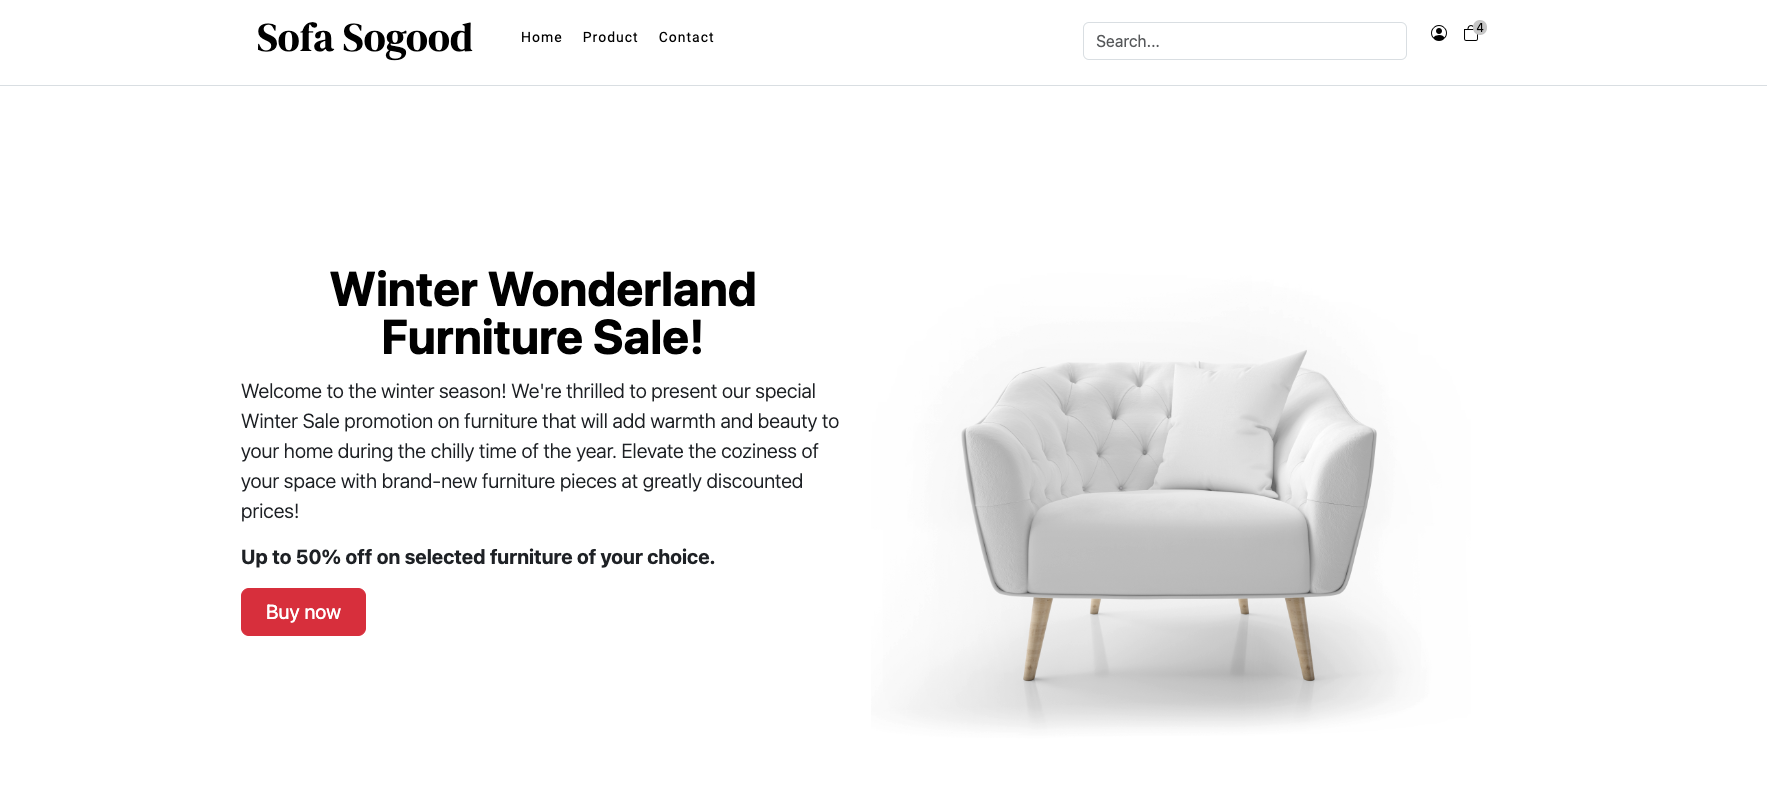 Sofa Sogood
Home Product Contact
Search...
4
Winter Wonderland
Furniture Sale!
Welcome to the winter season! We're thrilled to present our special
Winter Sale promotion on furniture that will add warmth and beauty to
your home during the chilly time of the year. Elevate the coziness of
your space with brand-new furniture pieces at greatly discounted
prices!
Up to 50% off on selected furniture of your choice.
Buy now